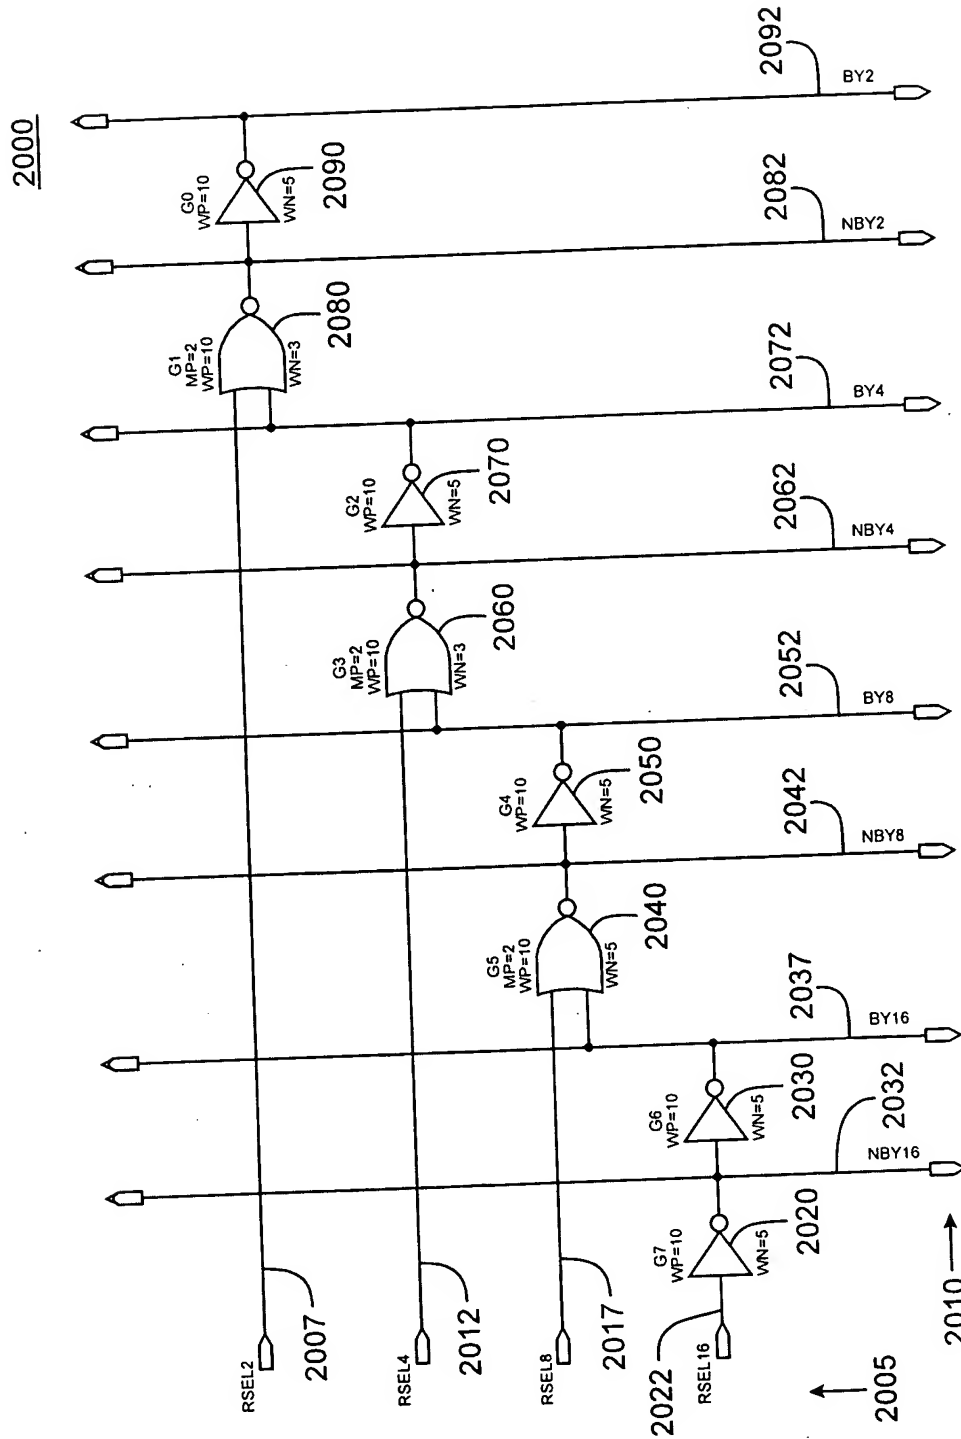 2000
G0
WP=10
WN=5
2090
2092
BY2
G1
MP=2
WP=10
WN=3
2080
2082
NBY2
2072
BY4
G2
WP=10
WN=5
2070
2062
NBY4
G3
MP=2
WP=10
WN=3
2060
2052
BY8
G4
WP=10
WN=5
2050
2042
NBY8
G5
MP=2
WP=10
WN=5
2040
2037
BY16
G6
WP=10
WN=5
2030
2032
NBY16
G7
WP=10
WN=5
2020
RSEL2
2007
RSEL4
2012
RSEL8
2017
RSEL16
2022
2005
2010